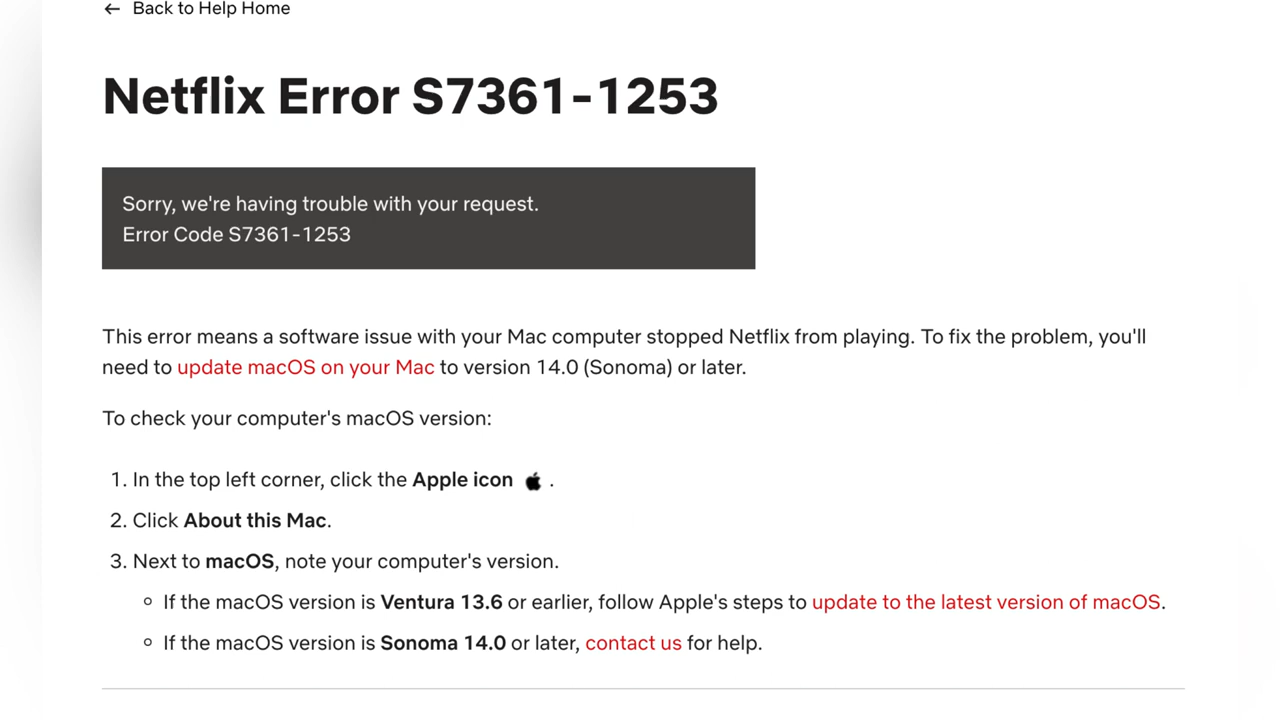 ← Back to Help Home
Netflix Error S7361-1253
Sorry, we're having trouble with your request.
Error Code S7361-1253
This error means a software issue with your Mac computer stopped Netflix from playing. To fix the problem, you'll
need to update macOS on your Mac to version 14.0 (Sonoma) or later.
To check your computer's macOS version:
1. In the top left corner, click the Apple icon .
2. Click About this Mac.
3. Next to macOS, note your computer's version.
If the macOS version is Ventura 13.6 or earlier, follow Apple's steps to update to the latest version of macOS.
If the macOS version is Sonoma 14.0 or later, contact us for help.